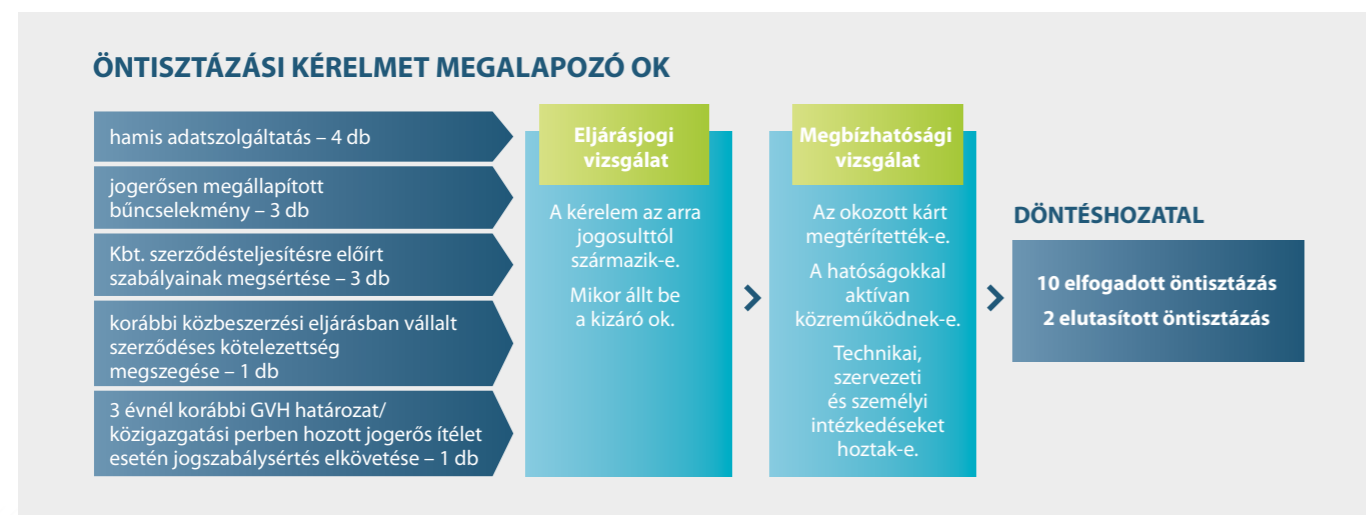 ÖNTISZTÁZÁSI KÉRELMET MEGALAPOZÓ OK
hamis adatszolgáltatás – 4 db
jogerősen megállapított
bűncselekmény – 3 db
Kbt. szerződésteljesítésre előírt
szabályainak megsértése – 3 db
korábbi közbeszerzési eljárásban vállalt
szerződéses kötelezettség
megszegése – 1 db
3 évnél korábbi GVH határozat/
közigazgatási perben hozott jogerős ítélet
esetén jogszabálysértés elkövetése – 1 db
Eljárásjogi
vizsgálat
A kérelem az arra
jogosulttól
származik-e.
Mikor állt be
a kizáró ok.
Megbízhatósági
vizsgálat
Az okozott kárt
megtérítették-e.
A hatóságokkal
aktívan
közreműködnek-e.
Technikai,
szervezeti
és személyi
intézkedéseket
hoztak-e.
DÖNTÉSHOZATAL
10 elfogadott öntisztázás
2 elutasított öntisztázás